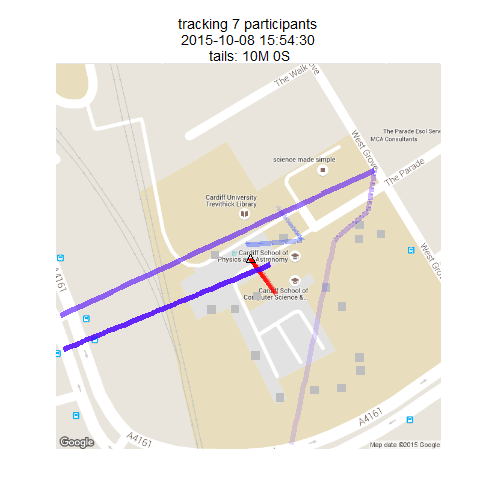 tracking 7 participants
2015-10-08 15:54:30
tails: 10M 0S
The Walk
West Grove
The Parade Esol Serv
MCA Consultants
science made simple
The Parade
Cardiff University
Trevithick Library
Cardiff School of
Physics and Astronomy
West Gro
Cardiff School of
Computer Science &...
A4161
A4161
A4161
Google
Map data ©2015 Google